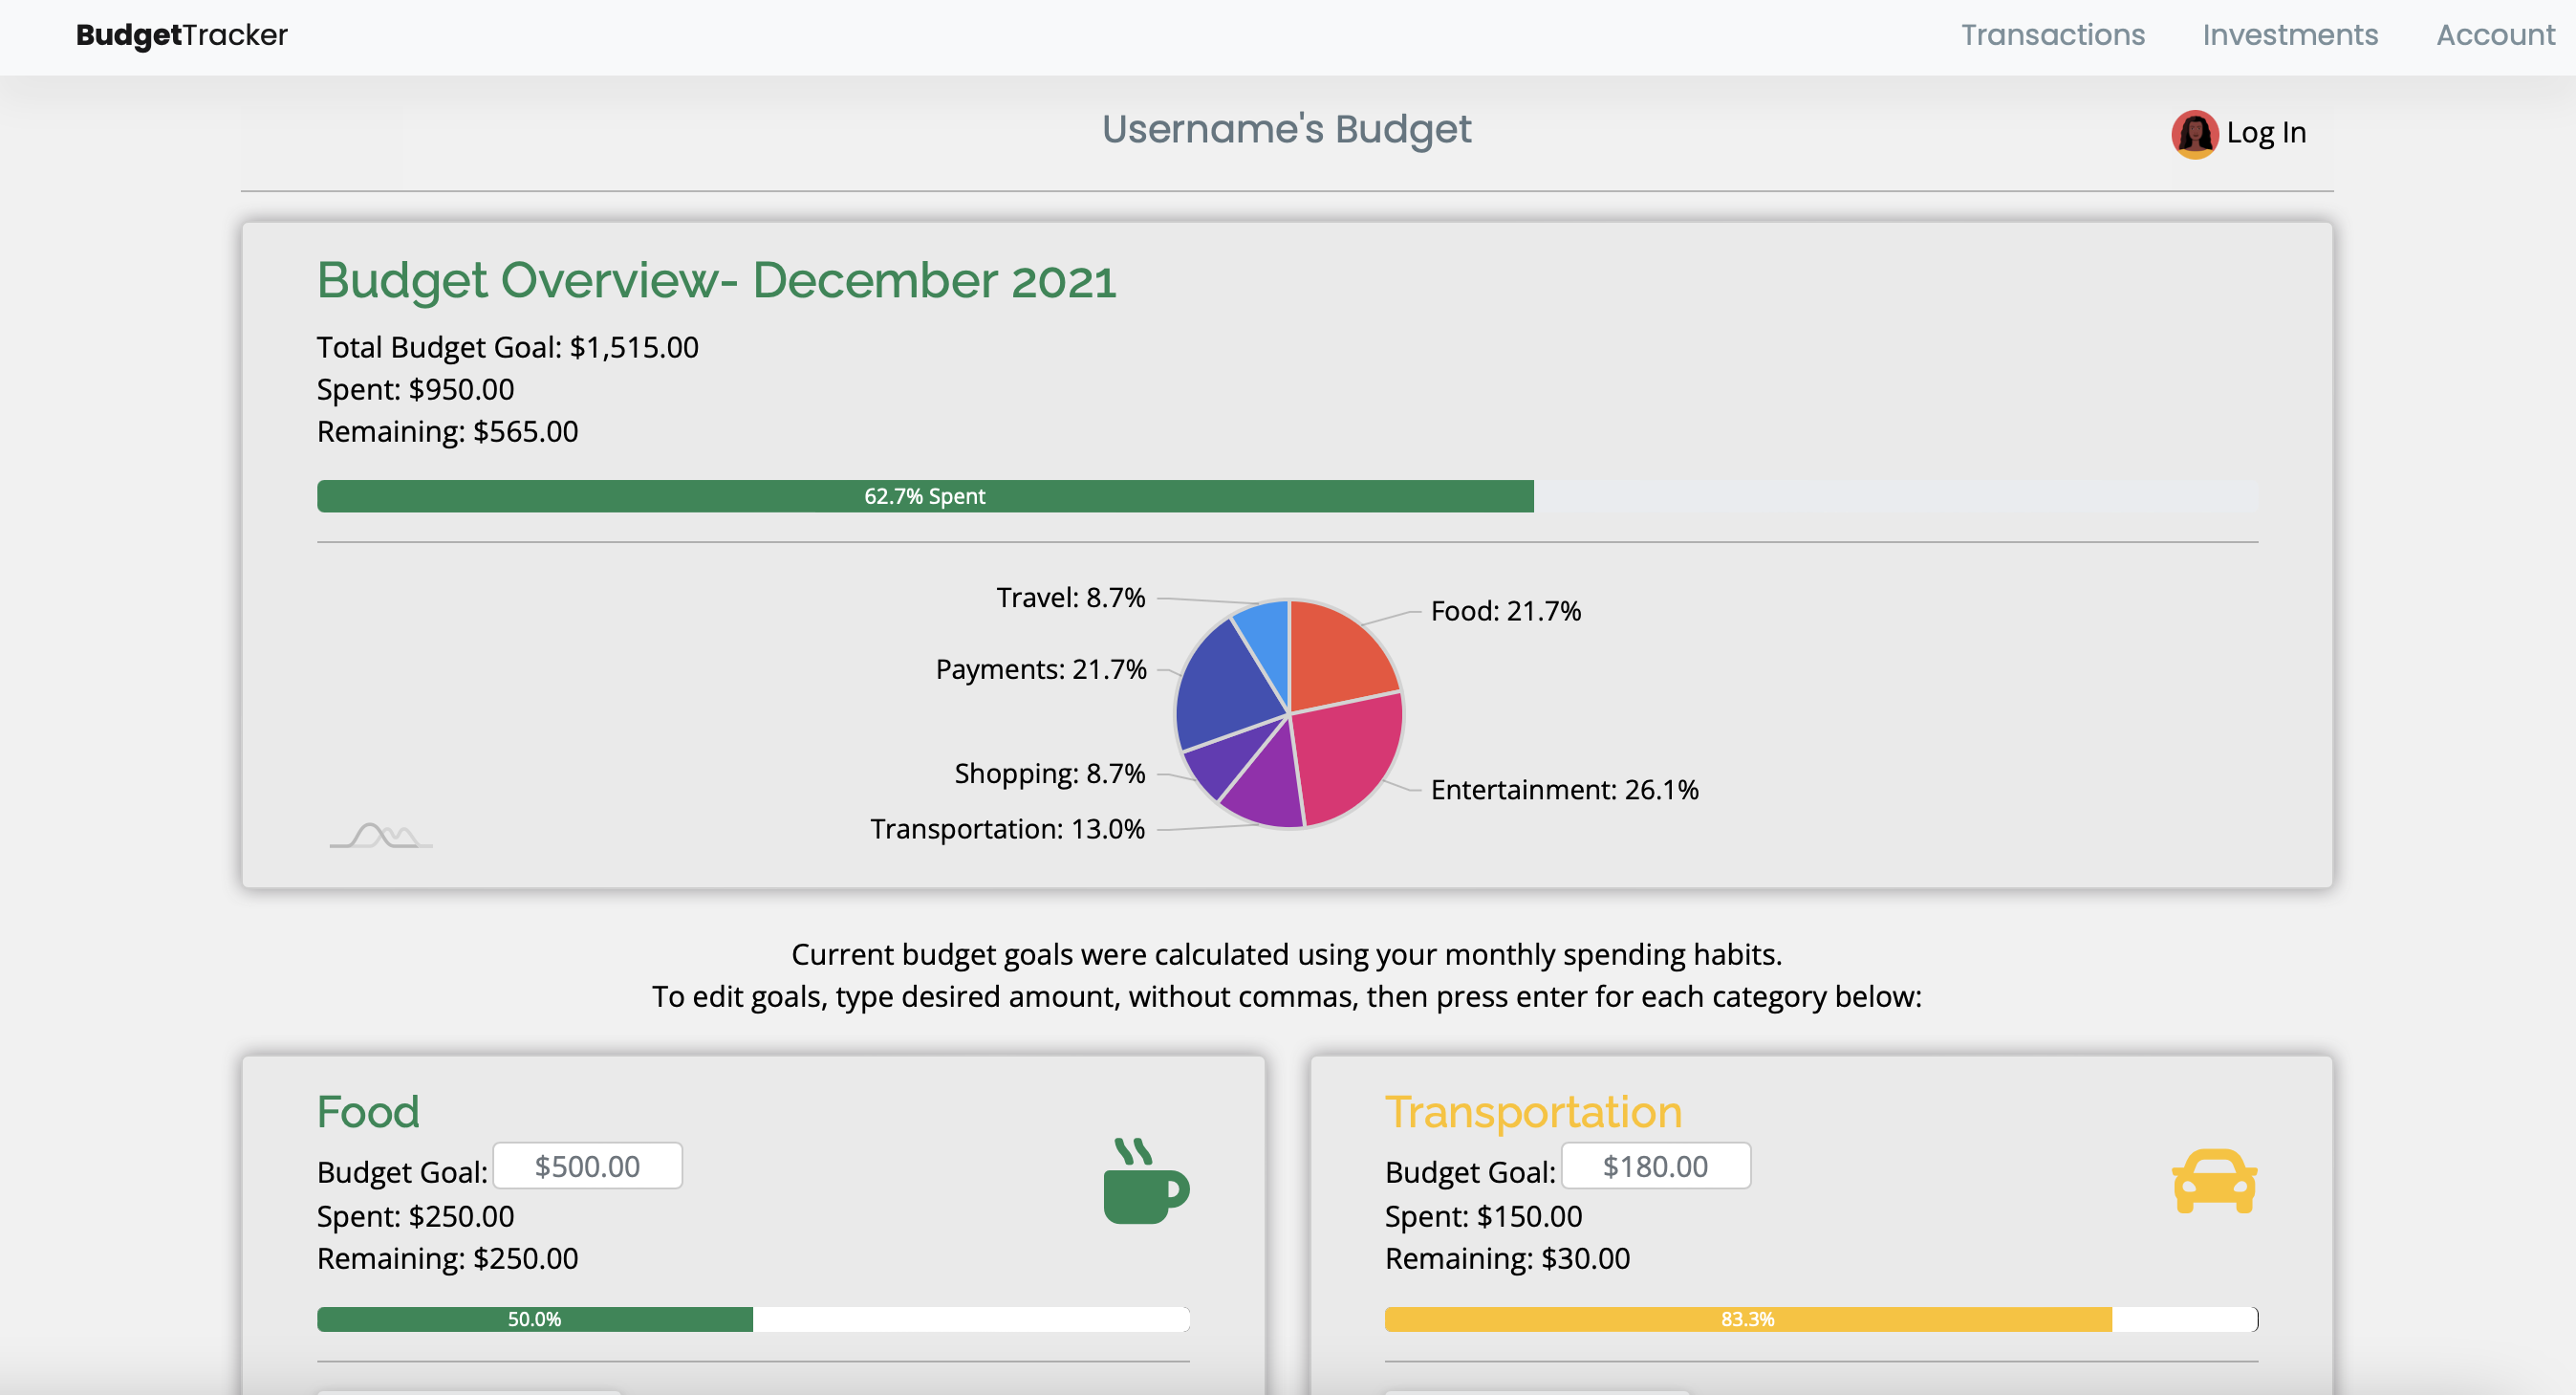 BudgetTracker
Transactions
Investments
Account
Username's Budget
Log In
Budget Overview- December 2021
Total Budget Goal: $1,515.00
Spent: $950.00
Remaining: $565.00
62.7% Spent
Travel: 8.7%
Food: 21.7%
Payments: 21.7%
Shopping: 8.7%
Entertainment: 26.1%
Transportation: 13.0%
Current budget goals were calculated using your monthly spending habits.
To edit goals, type desired amount, without commas, then press enter for each category below:
Food
Budget Goal: $500.00
Spent: $250.00
Remaining: $250.00
50.0%
Transportation
Budget Goal: $180.00
Spent: $150.00
Remaining: $30.00
83.3%